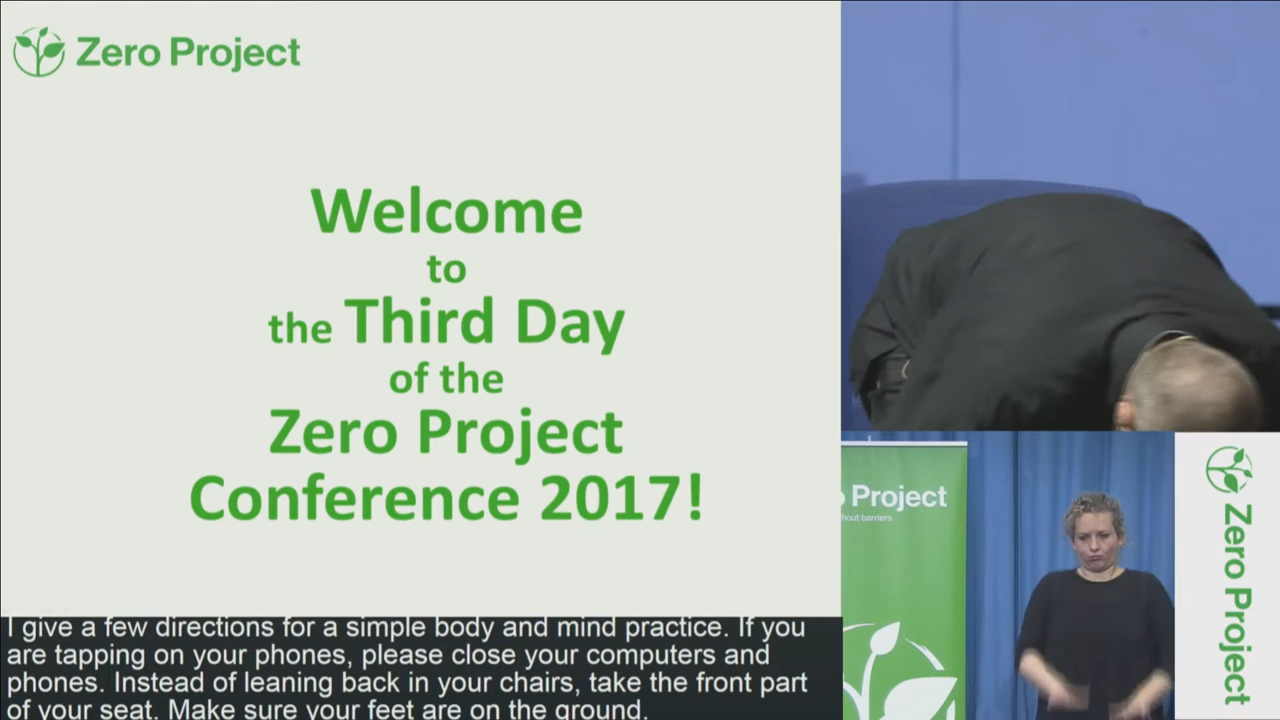 Zero Project
Welcome
to
the Third Day
of the
Zero Project
Conference 2017!
I give a few directions for a simple body and mind practice. If you
are tapping on your phones, please close your computers and
phones. Instead of leaning back in your chairs, take the front part
of your seat. Make sure your feet are on the ground.
Project
hout barriers
Zero Project